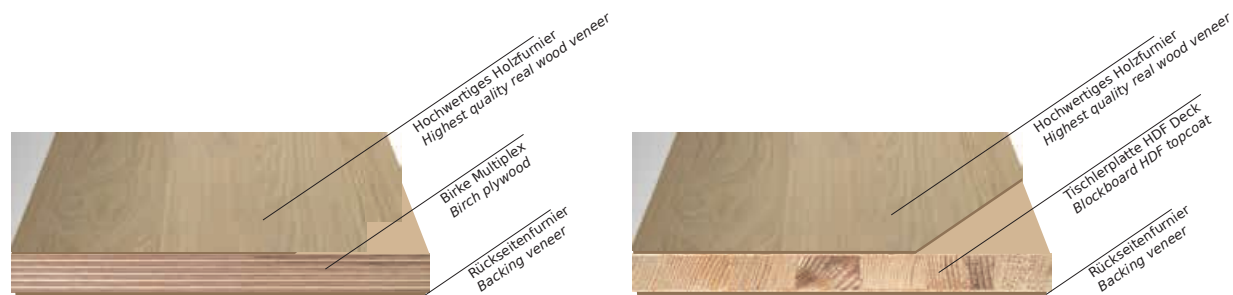 Hochwertiges Holzfurnier
Highest quality real wood veneer
Birke Multiplex
Birch plywood
Rückseitenfurnier
Backing veneer
Hochwertiges Holzfurnier
Highest quality real wood veneer
Tischlerplatte HDF Deck
Blockboard HDF topcoat
Rückseitenfurnier
Backing veneer